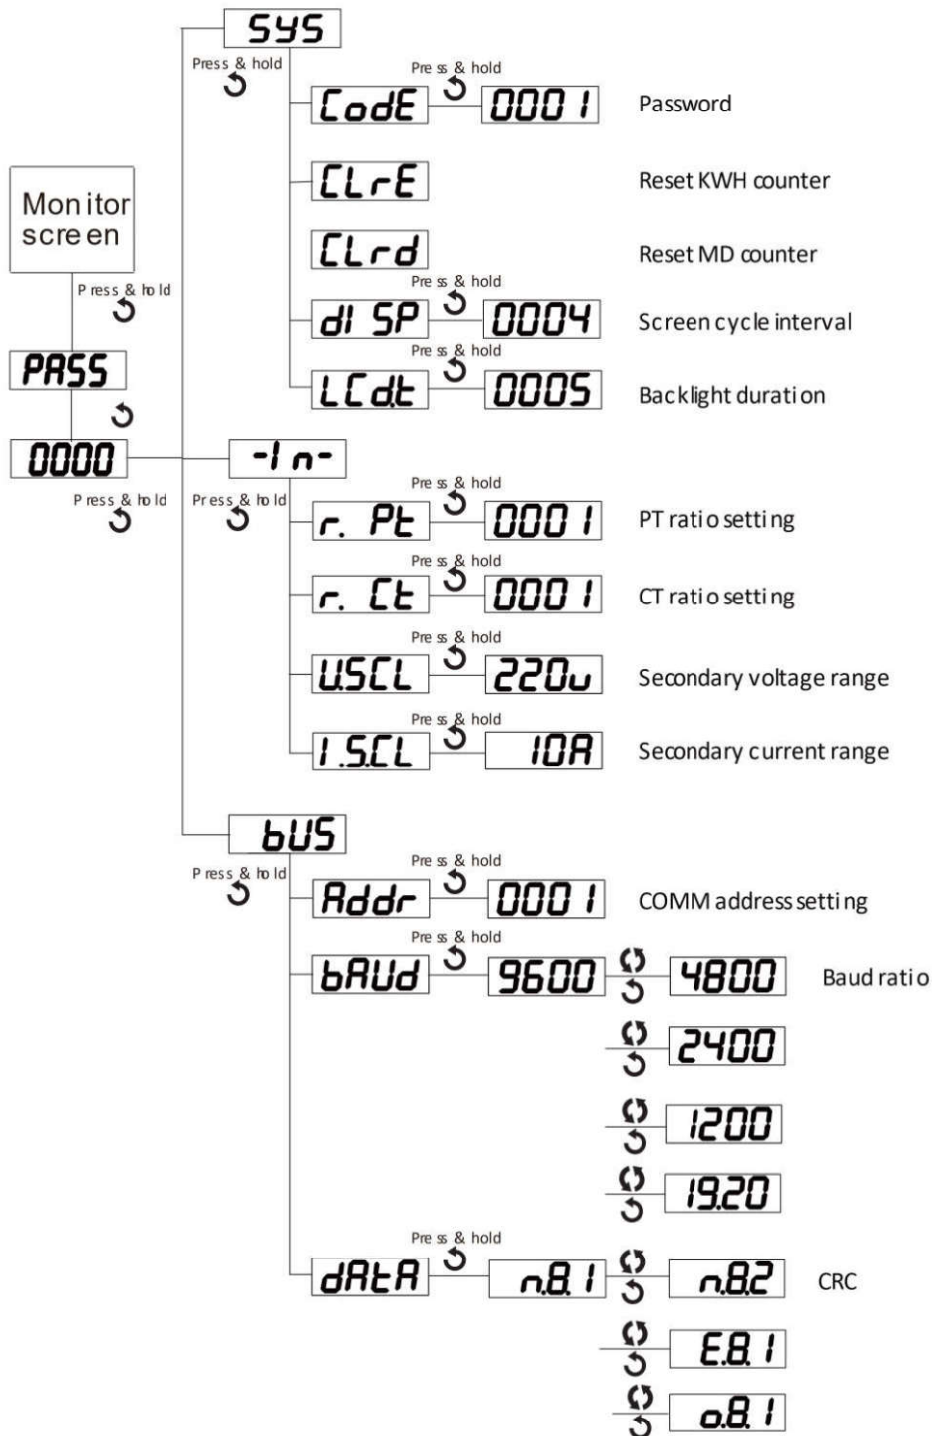 SYS
Press & hold
Press & hold
CodE
0001
Password
CLrE
Reset KWH counter
Monitor
screen
CLrd
Reset MD counter
Press & hold
Press & hold
dISP
0004
Screen cycle interval
PASS
Press & hold
LCd.t
0005
Backlight duration
0000
-In-
Press & hold
Press & hold
Press & hold
r. Pt
0001
PT ratio setting
Press & hold
r. Ct
0001
CT ratio setting
Press & hold
U.SCL
220v
Secondary voltage range
Press & hold
I.S.CL
10A
Secondary current range
bUS
Press & hold
Press & hold
Addr
0001
COMM address setting
Press & hold
bAUd
9600
4800
Baud ratio
2400
1200
19.20
Press & hold
dAtA
n.8.1
n.8.2
CRC
E.8.1
o.8.1